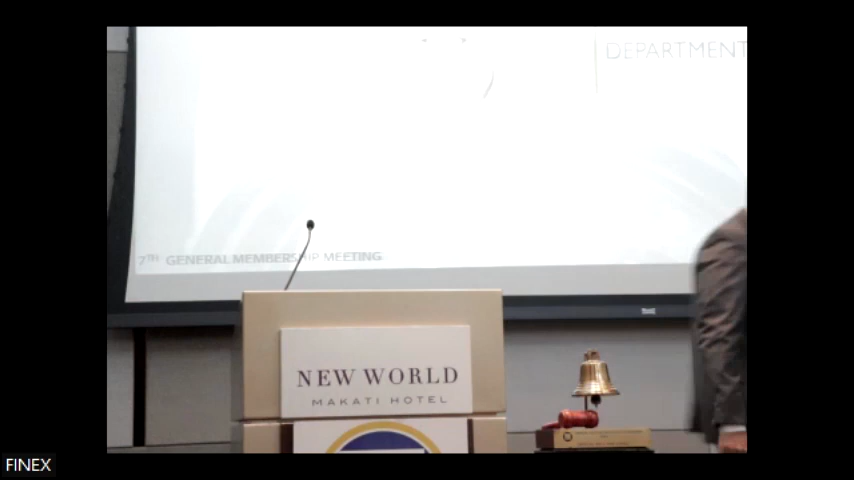 DEPARTMENT
7TH GENERAL MEMBERSHIP MEETING
NEW WORLD
MAKATI HOTEL
FINEX